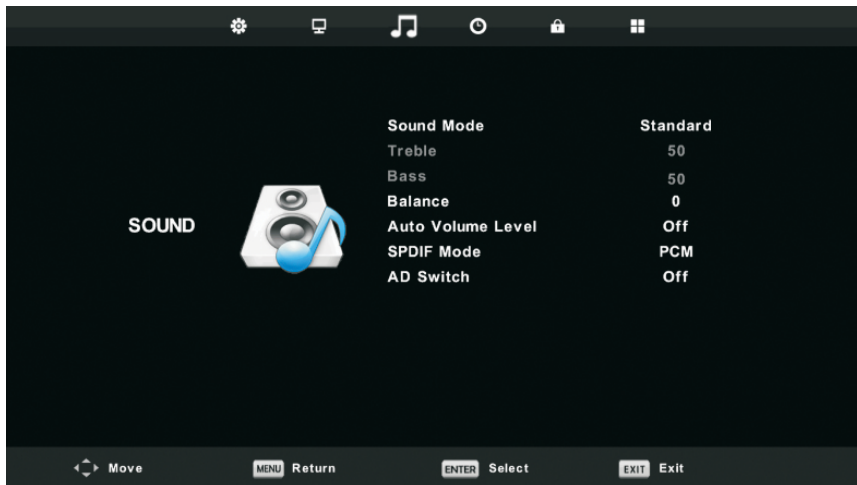 Sound Mode Standard
Treble 50
Bass 50
Balance 0
SOUND
Auto Volume Level Off
SPDIF Mode PCM
AD Switch Off
Move MENU Return ENTER Select EXIT Exit